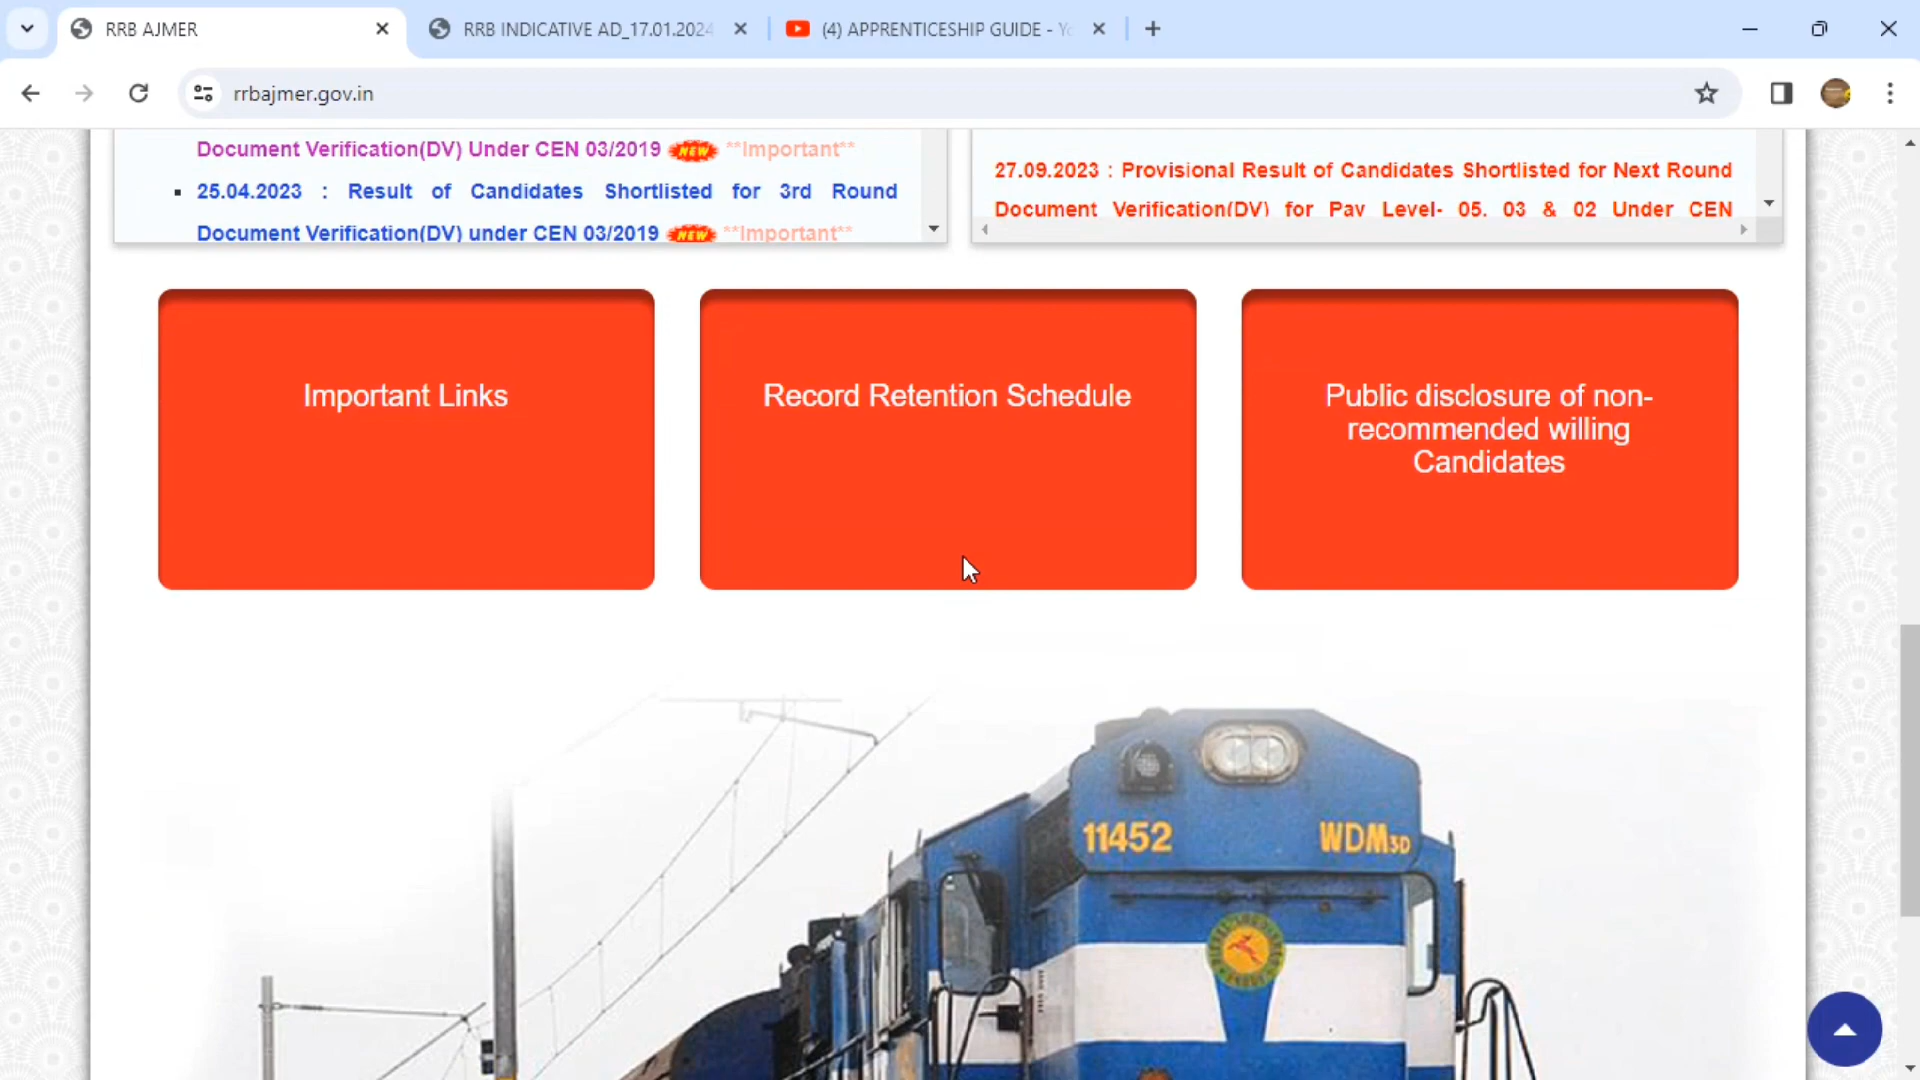 RRB AJMER
RRB INDICATIVE AD_17.01.2024
(4) APPRENTICESHIP GUIDE - Yo
rrbajmer.gov.in
Document Verification(DV) Under CEN 03/2019 NEW **Important**
25.04.2023 : Result of Candidates Shortlisted for 3rd Round
Document Verification(DV) under CEN 03/2019 NEW **Important**
27.09.2023 : Provisional Result of Candidates Shortlisted for Next Round
Document Verification(DV) for Pay Level- 05, 03 & 02 Under CEN
Important Links
Record Retention Schedule
Public disclosure of non-
recommended willing
Candidates
11452
WDM3D